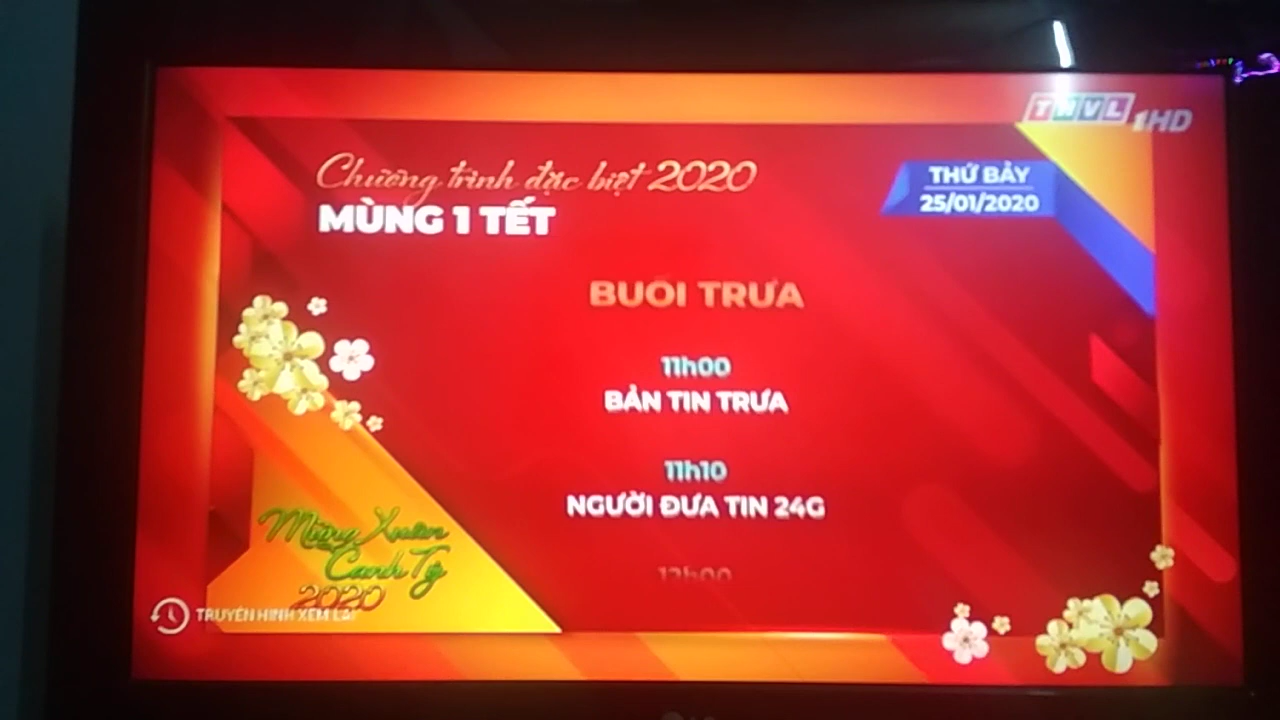 THVL 1HD
Chương trình đặc biệt 2020
MÙNG 1 TẾT
THỨ BẢY
25/01/2020
BUỔI TRƯA
11h00
BẢN TIN TRƯA
11h10
NGƯỜI ĐƯA TIN 24G
12h00
Mừng Xuân
Canh Tý
2020
TRUYỀN HÌNH XEM LẠI